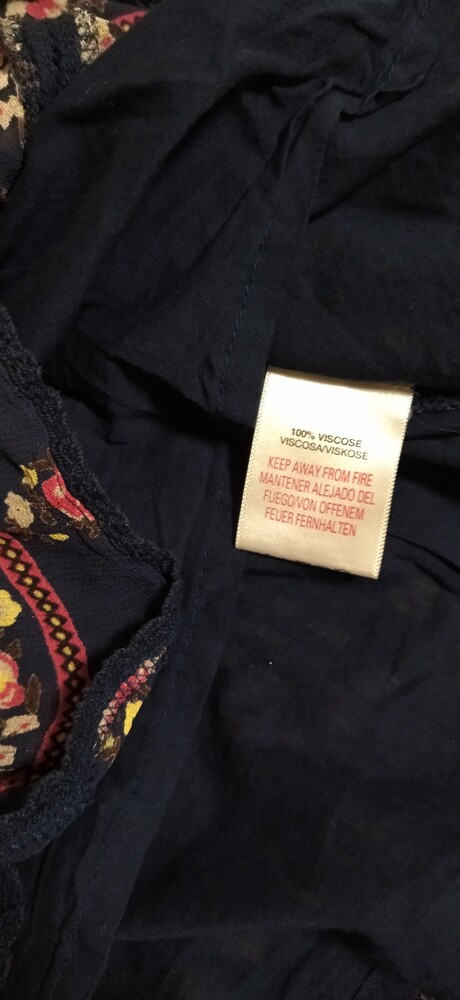 100% VISCOSE
VISCOSA/VISKOSE
KEEP AWAY FROM FIRE
MANTENER ALEJADO DEL
FUEGO/VON OFFENEM
FEUER FERNHALTEN